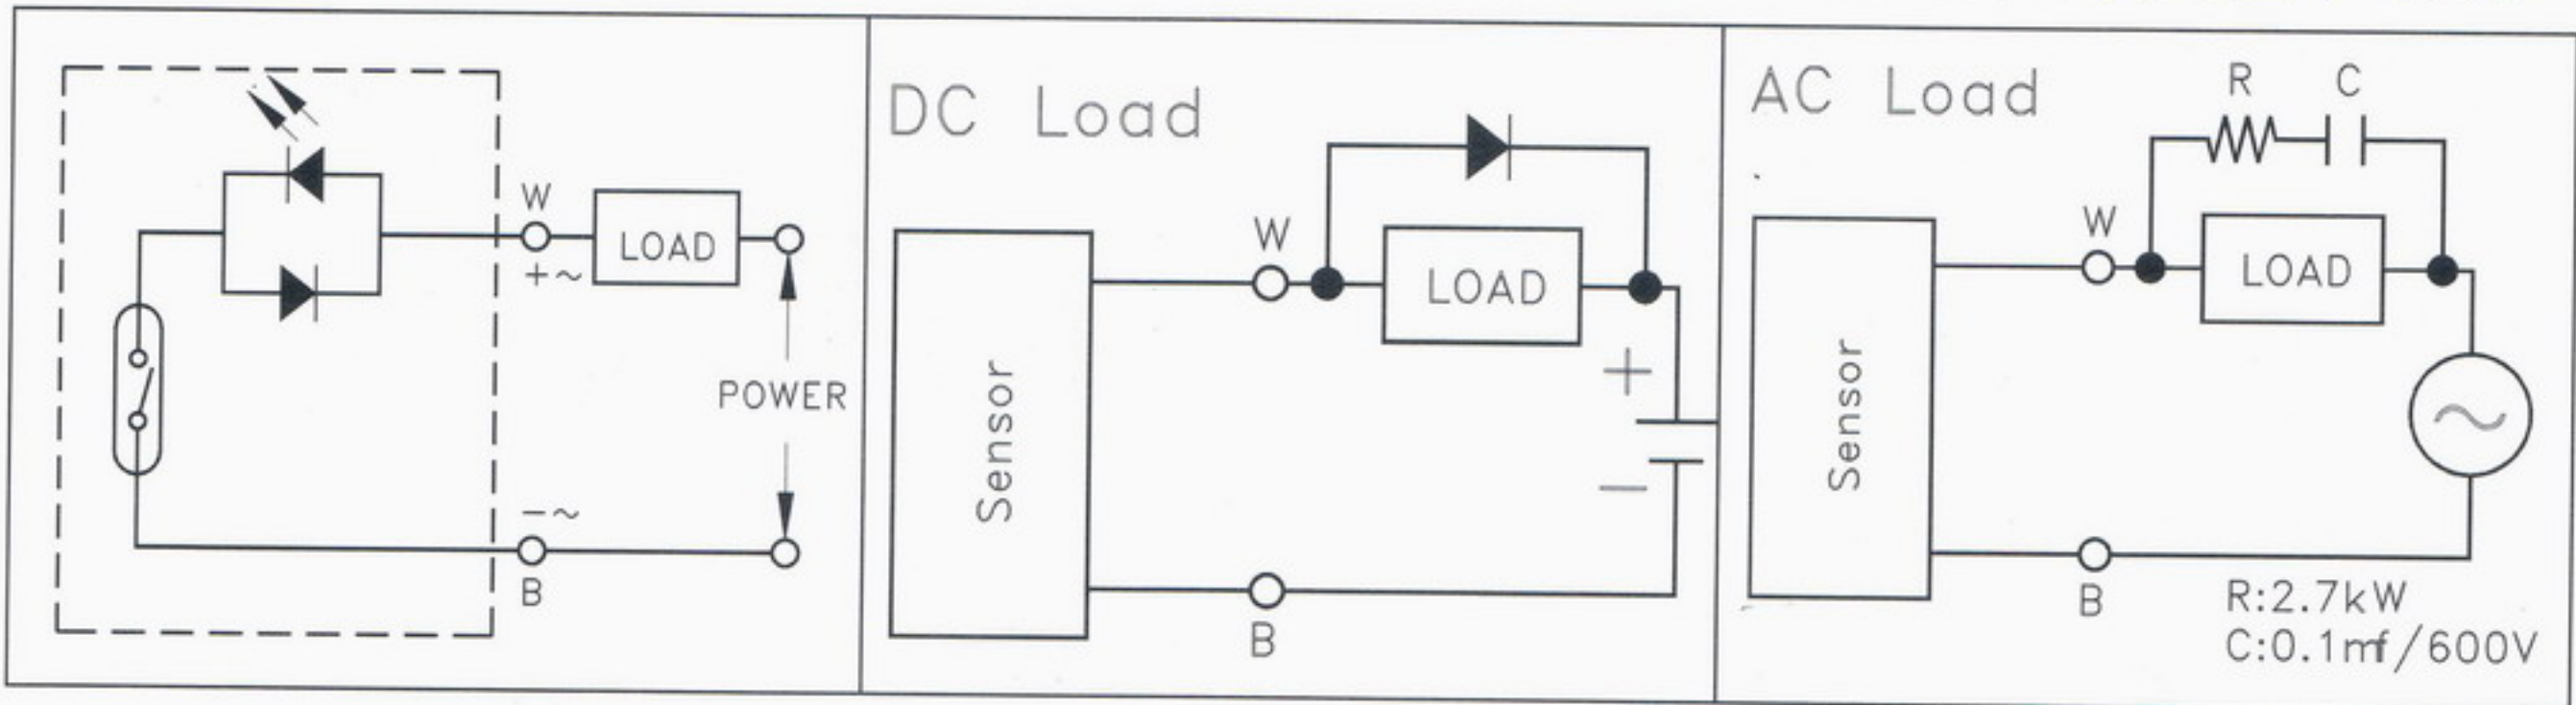 W
+~
LOAD
POWER
-~
B
DC Load
W
LOAD
+
-
Sensor
B
AC Load
R
C
W
LOAD
~
Sensor
B
R:2.7kW
C:0.1mf/600V